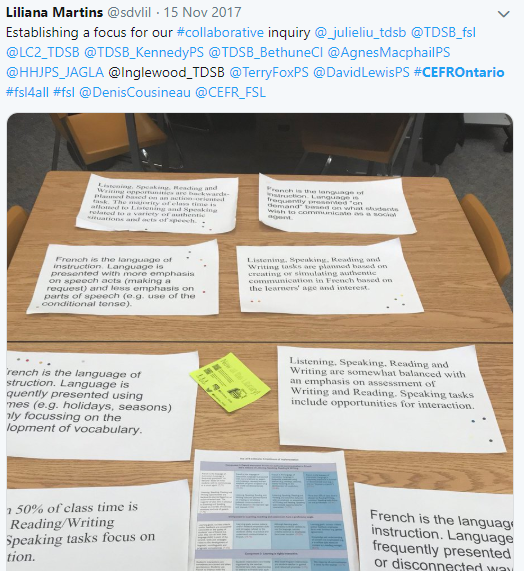 Liliana Martins @sdvlil · 15 Nov 2017
Establishing a focus for our #collaborative inquiry @_julieliu_tdsb @TDSB_fsl
@LC2_TDSB @TDSB_KennedyPS @TDSB_BethuneCI @AgnesMacphailPS
@HHJPS_JAGLA @Inglewood_TDSB @TerryFoxPS @DavidLewisPS #CEFROntario
#fsl4all #fsl @DenisCousineau @CEFR_FSL
Listening, Speaking, Reading and
Writing opportunities are backwards-
planned based on an action-oriented
task. The majority of class time is
allotted to Listening and Speaking
related to a variety of authentic
situations and acts of speech.
French is the language of
instruction. Language is
frequently presented "on
demand" based on what students
wish to communicate as a social
agent.
French is the language of
instruction. Language is
presented with more emphasis
on speech acts (making a
request) and less emphasis on
parts of speech (e.g. use of the
conditional tense).
Listening, Speaking, Reading and
Writing tasks are planned based on
creating or simulating authentic
communication in French based on
the learners' age and interest.
rench is the language of
struction. Language is
quently presented using
mes (e.g. holidays, seasons)
nly focussing on the
lopment of vocabulary.
Listening, Speaking, Reading and
Writing are somewhat balanced with
an emphasis on assessment of
Writing and Reading. Speaking tasks
include opportunities for interaction.
n 50% of class time is
Reading/Writing
Speaking tasks focus on
tion.
French is the language
instruction. Language
frequently presented
or disconnected way